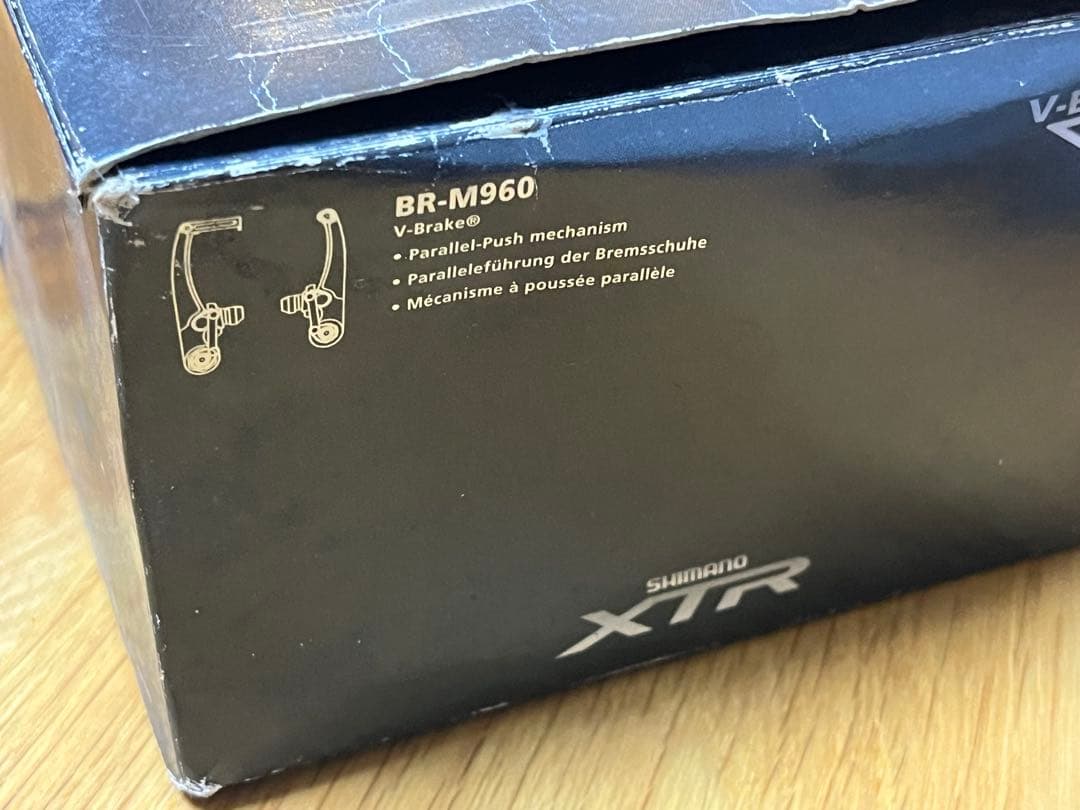 BR-M960
V-Brake®
• Parallel-Push mechanism
• Paralleleführung der Bremsschuhe
• Mécanisme à poussée parallèle
SHIMANO
XTR